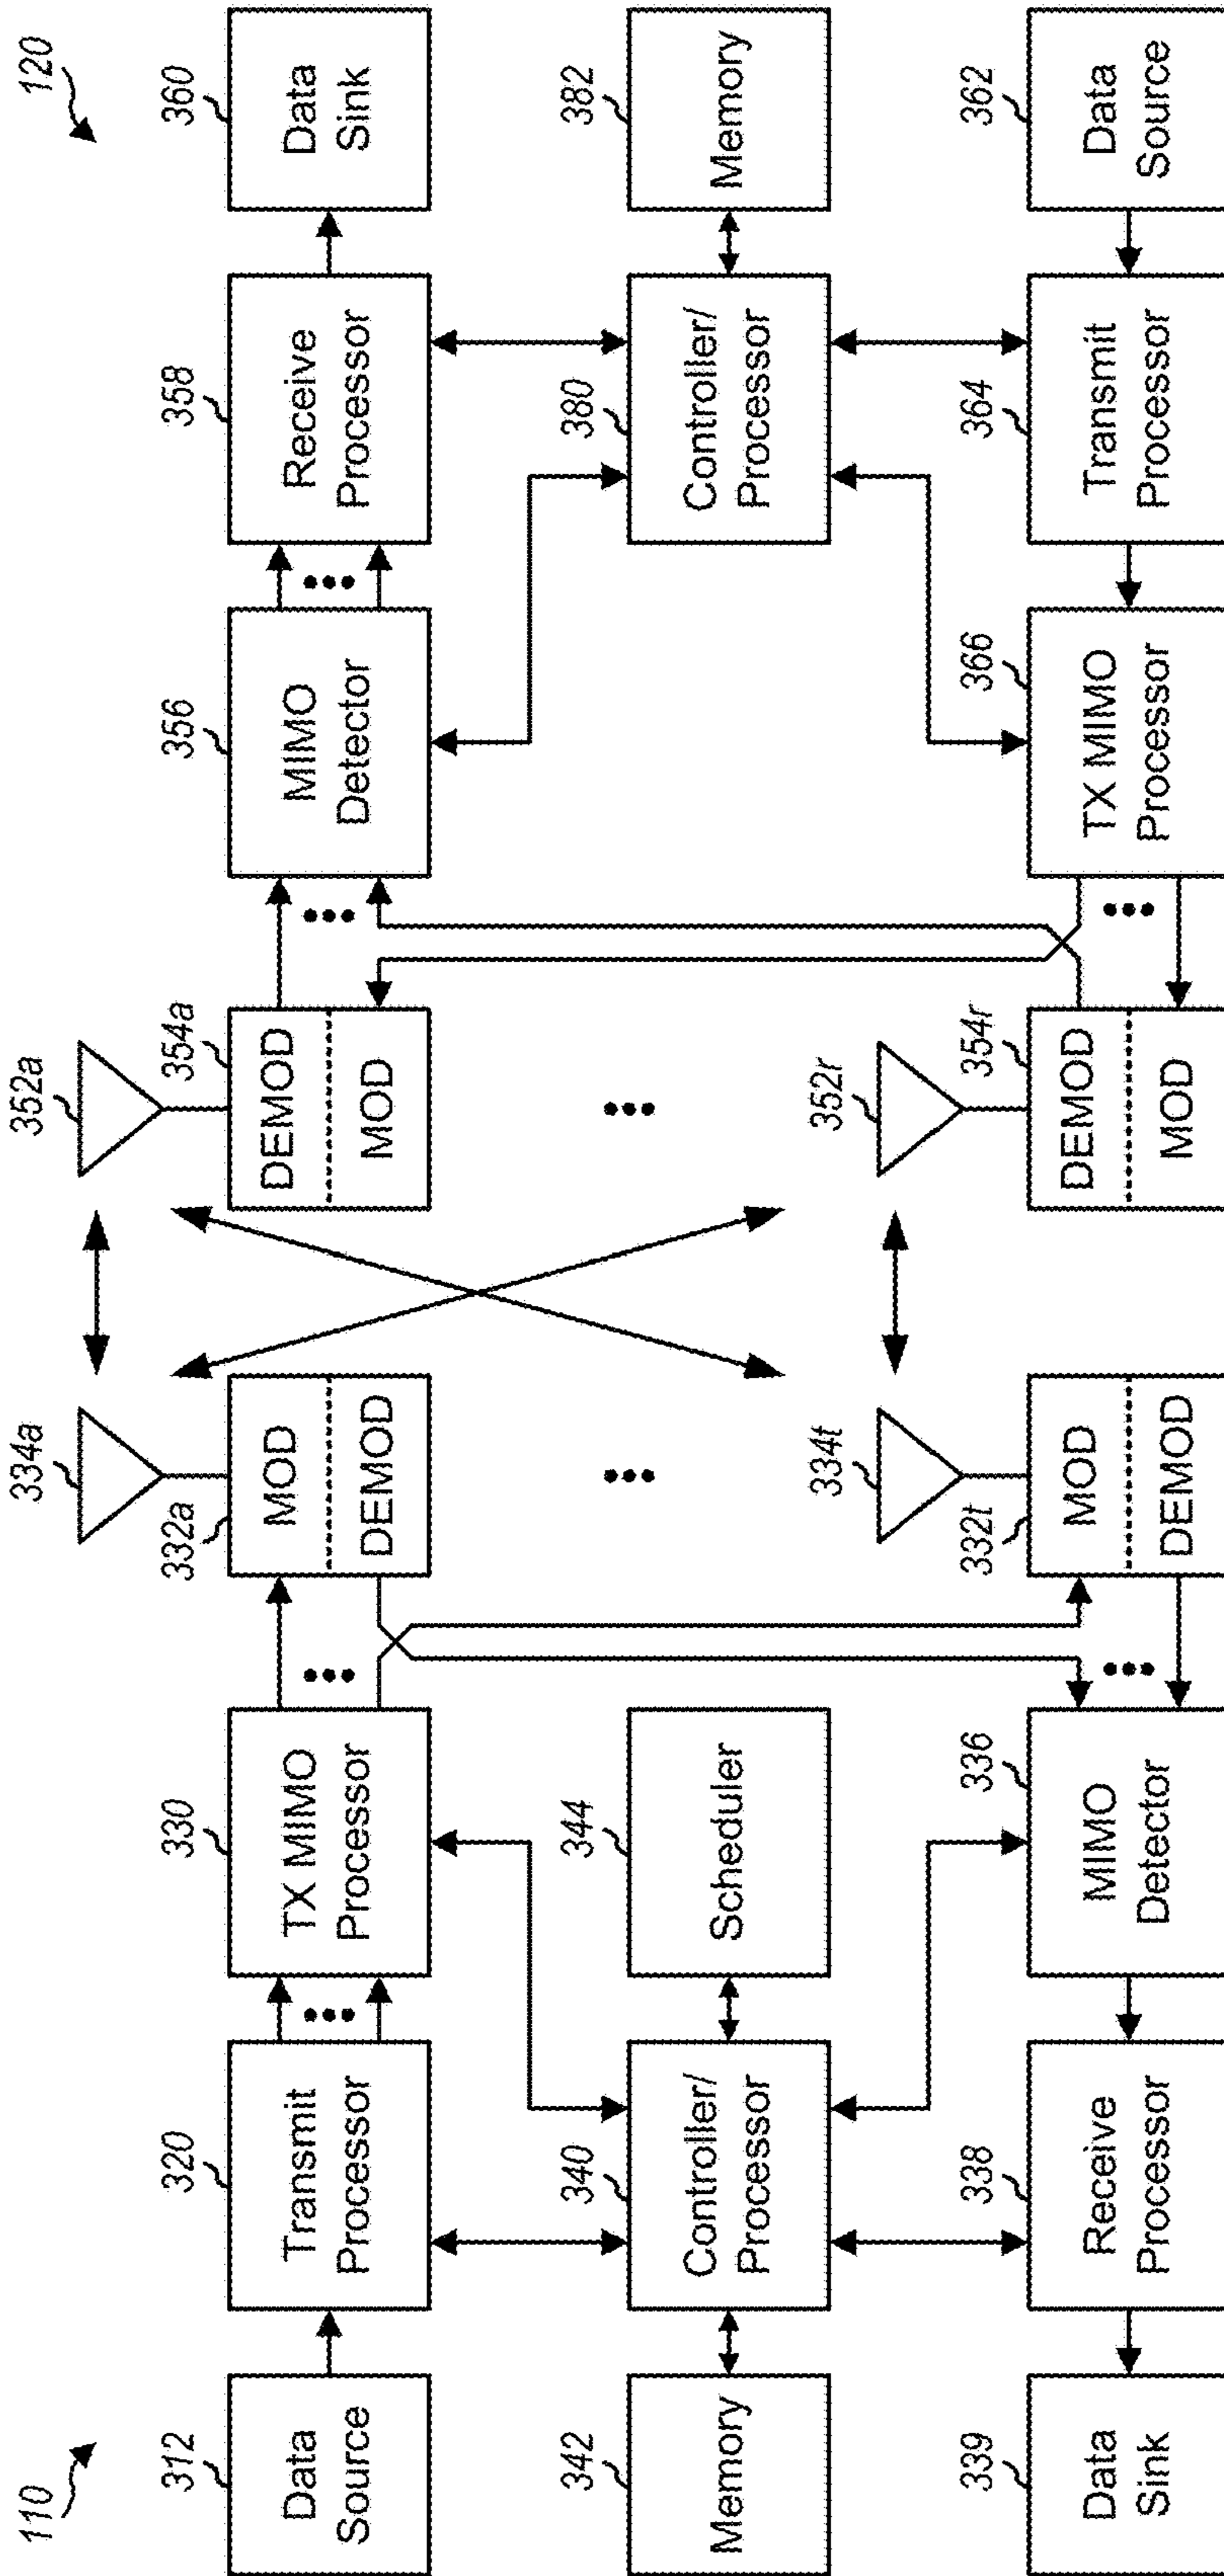 110
120
334a
352a
312
320
330
332a
354a
356
358
360
Data
Source
Transmit
Processor
TX MIMO
Processor
MOD
DEMOD
DEMOD
MOD
MIMO
Detector
Receive
Processor
Data
Sink
342
340
344
380
382
Memory
Controller/
Processor
Scheduler
Controller/
Processor
Memory
334t
352r
339
338
336
332t
354r
366
364
362
Data
Sink
Receive
Processor
MIMO
Detector
MOD
DEMOD
DEMOD
MOD
TX MIMO
Processor
Transmit
Processor
Data
Source